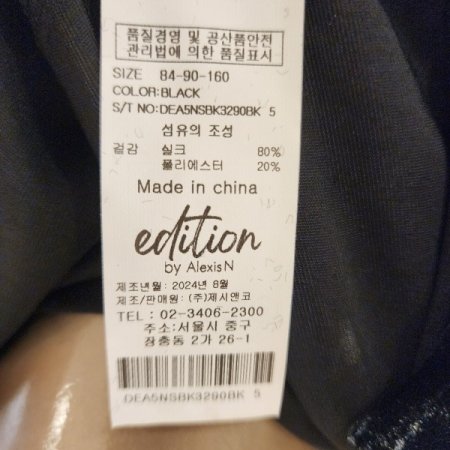 품질경영 및 공산품안전
관리법에 의한 품질표시
SIZE 84-90-160
COLOR:BLACK
S/T NO:DEA5NSBK3290BK 5
섬유의 조성
겉감 실크 80%
폴리에스터 20%
Made in china
edition
by AlexisN
제조년월: 2024년 8월
제조/판매원: (주)제시앤코
TEL : 02-3406-2300
주소:서울시 중구
장충동 2가 26-1
DEA5NSBK3290BK 5